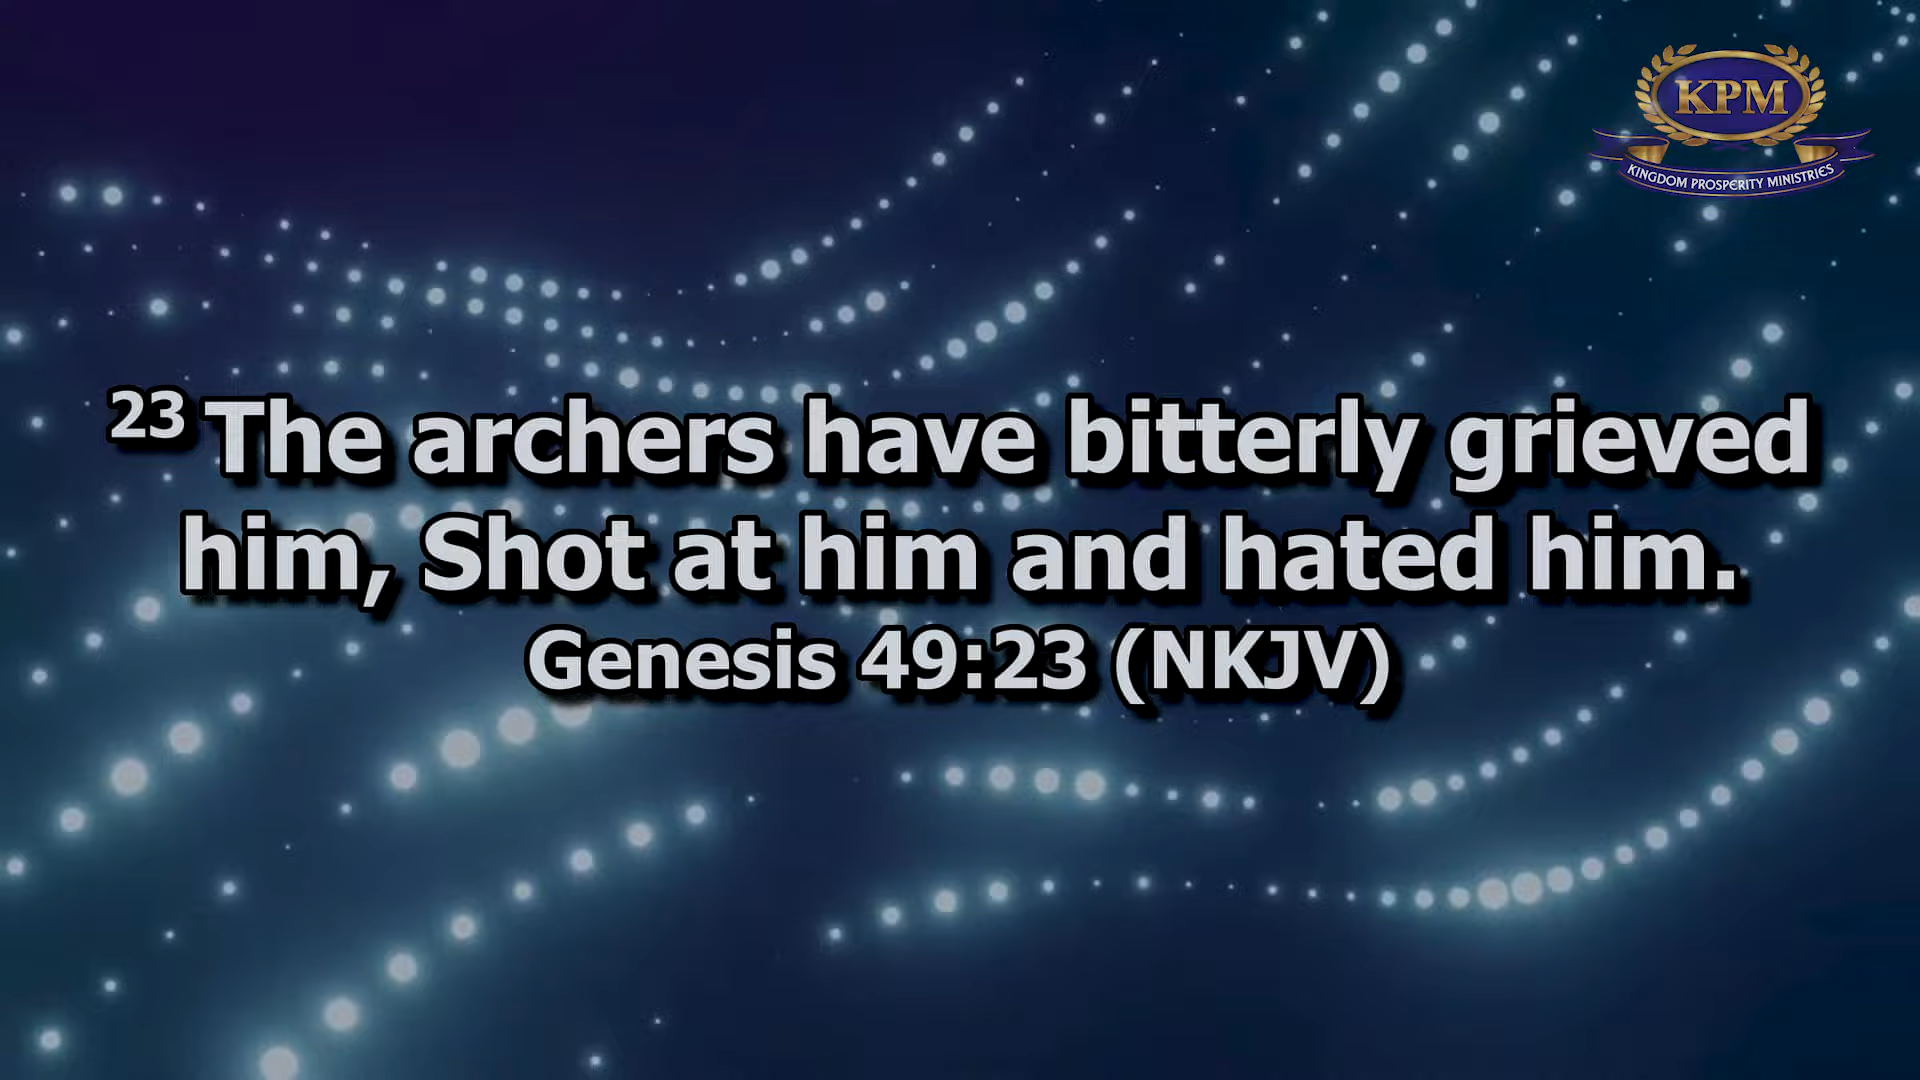 KPM
KINGDOM PROSPERITY MINISTRIES
23 The archers have bitterly grieved
him, Shot at him and hated him.
Genesis 49:23 (NKJV)